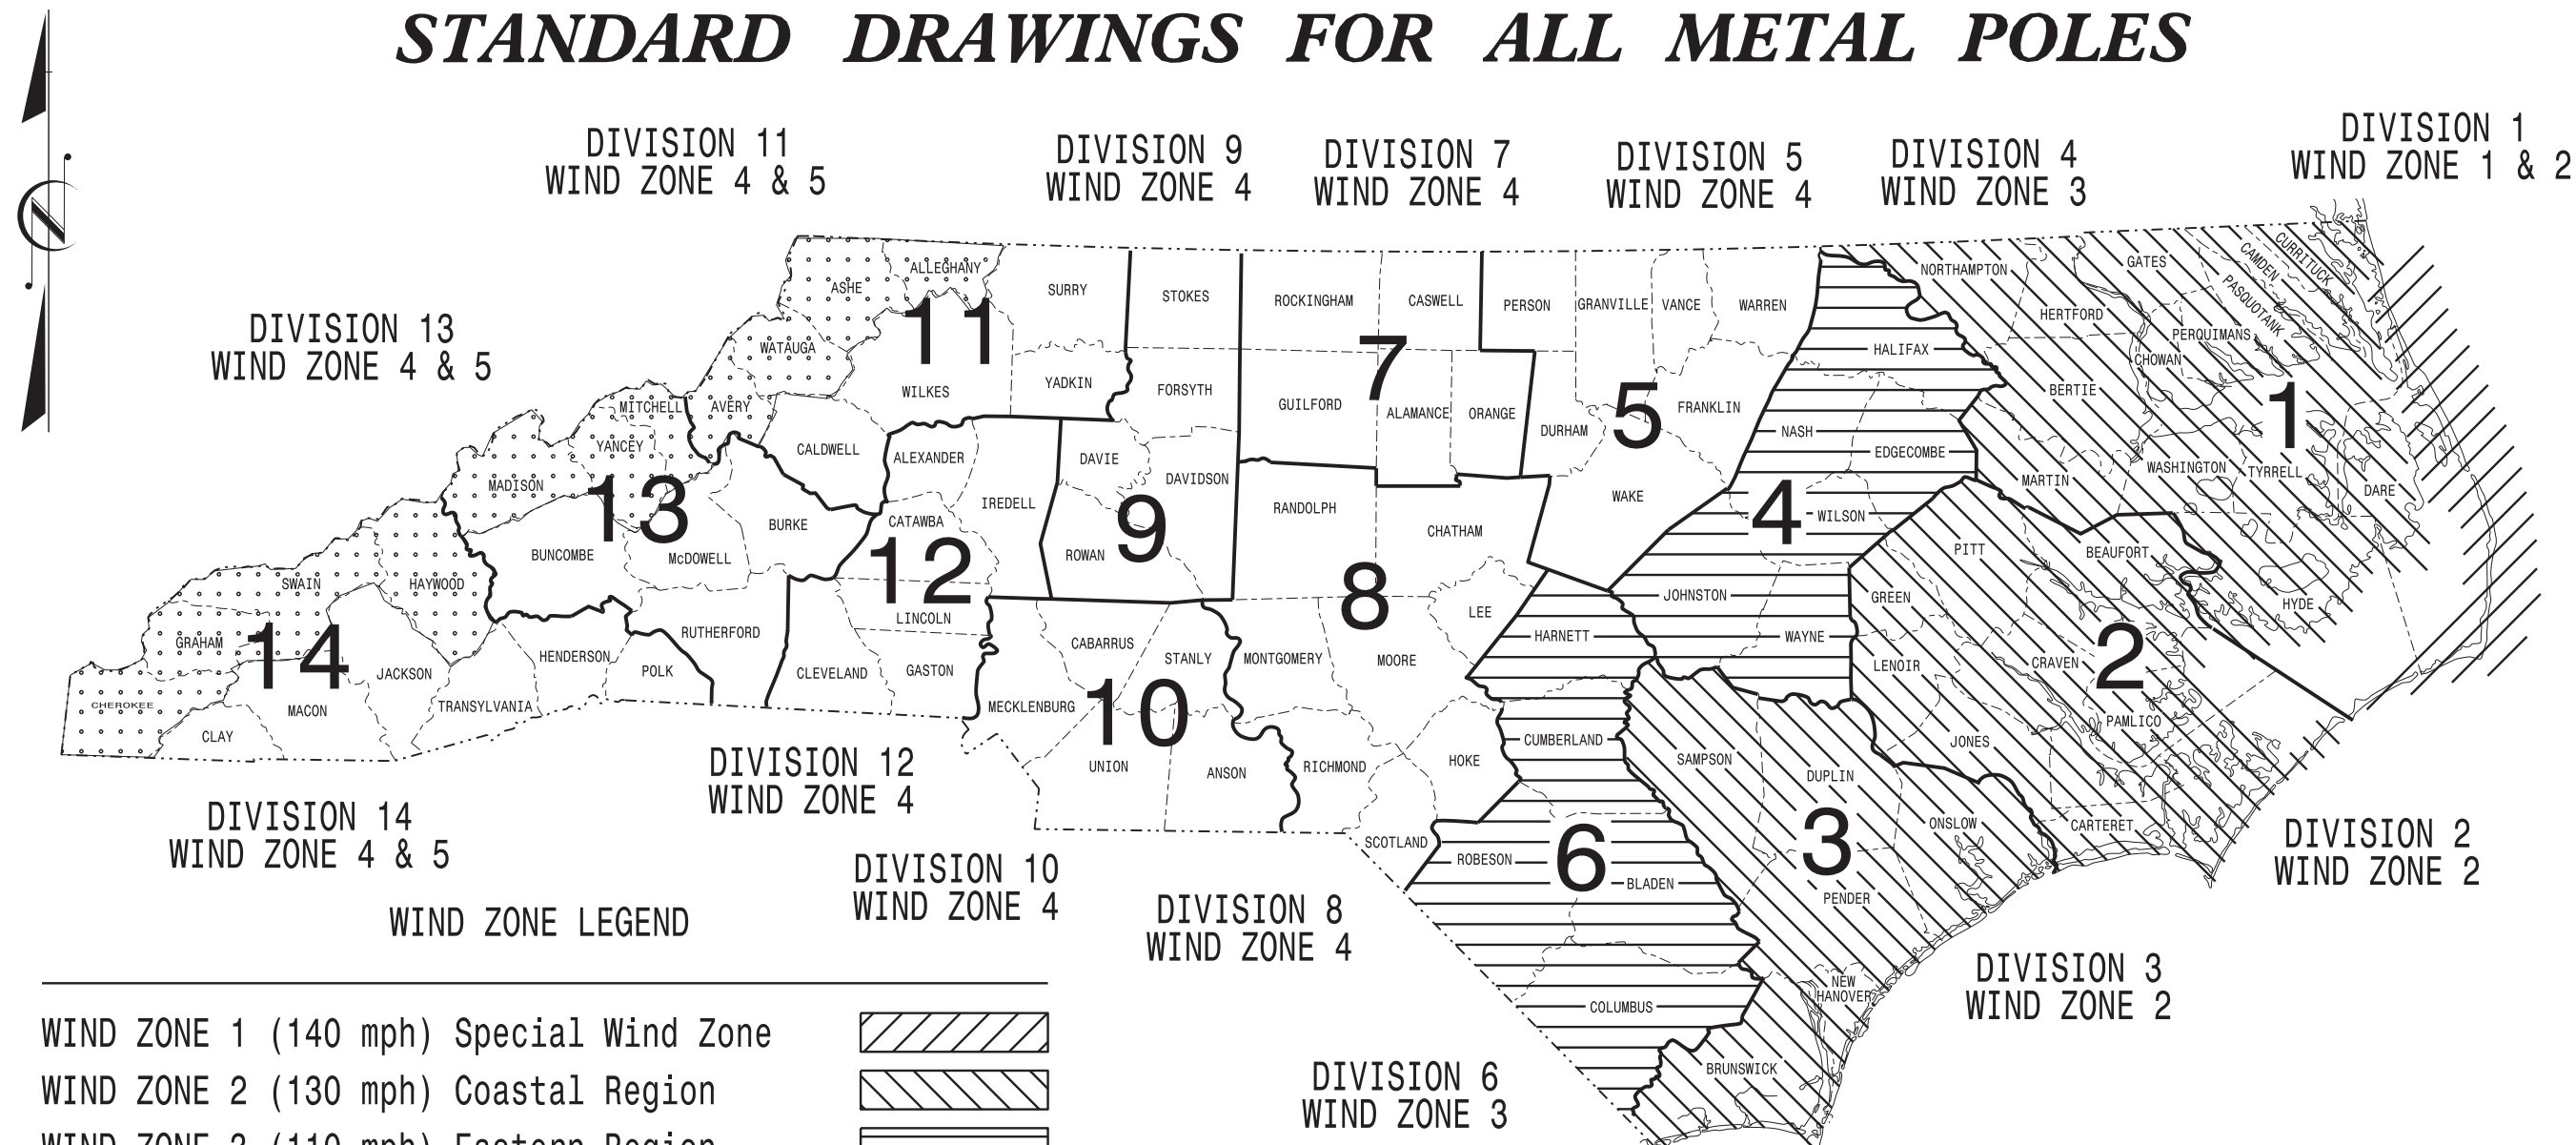 STANDARD DRAWINGS FOR ALL METAL POLES
DIVISION 1
WIND ZONE 1 & 2
DIVISION 11
WIND ZONE 4 & 5
DIVISION 9
WIND ZONE 4
DIVISION 7
WIND ZONE 4
DIVISION 5
WIND ZONE 4
DIVISION 4
WIND ZONE 3
DIVISION 13
WIND ZONE 4 & 5
N
ASHE
ALLEGHANY
SURRY
STOKES
ROCKINGHAM
CASWELL
PERSON
GRANVILLE
VANCE
WARREN
NORTHAMPTON
GATES
CAMDEN
CURRITUCK
PASQUOTANK
HERTFORD
PERQUIMANS
CHOWAN
HALIFAX
BERTIE
WATAUGA
11
WILKES
YADKIN
FORSYTH
7
GUILFORD
ALAMANCE
ORANGE
DURHAM
5
FRANKLIN
NASH
EDGECOMBE
1
MARTIN
WASHINGTON
TYRRELL
DARE
MITCHELL
AVERY
YANCEY
CALDWELL
ALEXANDER
DAVIE
DAVIDSON
IREDELL
MADISON
13
BURKE
CATAWBA
9
RANDOLPH
CHATHAM
WAKE
4
WILSON
PITT
BEAUFORT
HYDE
BUNCOMBE
McDOWELL
12
ROWAN
SWAIN
HAYWOOD
LINCOLN
8
LEE
JOHNSTON
GREEN
GRAHAM
14
JACKSON
RUTHERFORD
HENDERSON
POLK
CLEVELAND
GASTON
CABARRUS
STANLY
MONTGOMERY
MOORE
HARNETT
WAYNE
LENOIR
CRAVEN
2
CHEROKEE
MACON
CLAY
TRANSYLVANIA
MECKLENBURG
10
UNION
ANSON
RICHMOND
HOKE
CUMBERLAND
SAMPSON
DUPLIN
JONES
PAMLICO
SCOTLAND
ROBESON
6
BLADEN
3
ONSLOW
CARTERET
PENDER
COLUMBUS
NEW
HANOVER
BRUNSWICK
DIVISION 12
WIND ZONE 4
DIVISION 14
WIND ZONE 4 & 5
DIVISION 10
WIND ZONE 4
DIVISION 8
WIND ZONE 4
DIVISION 2
WIND ZONE 2
DIVISION 3
WIND ZONE 2
DIVISION 6
WIND ZONE 3
WIND ZONE LEGEND
WIND ZONE 1 (140 mph) Special Wind Zone
WIND ZONE 2 (130 mph) Coastal Region
WIND ZONE 3 (110 mph) Eastern Region